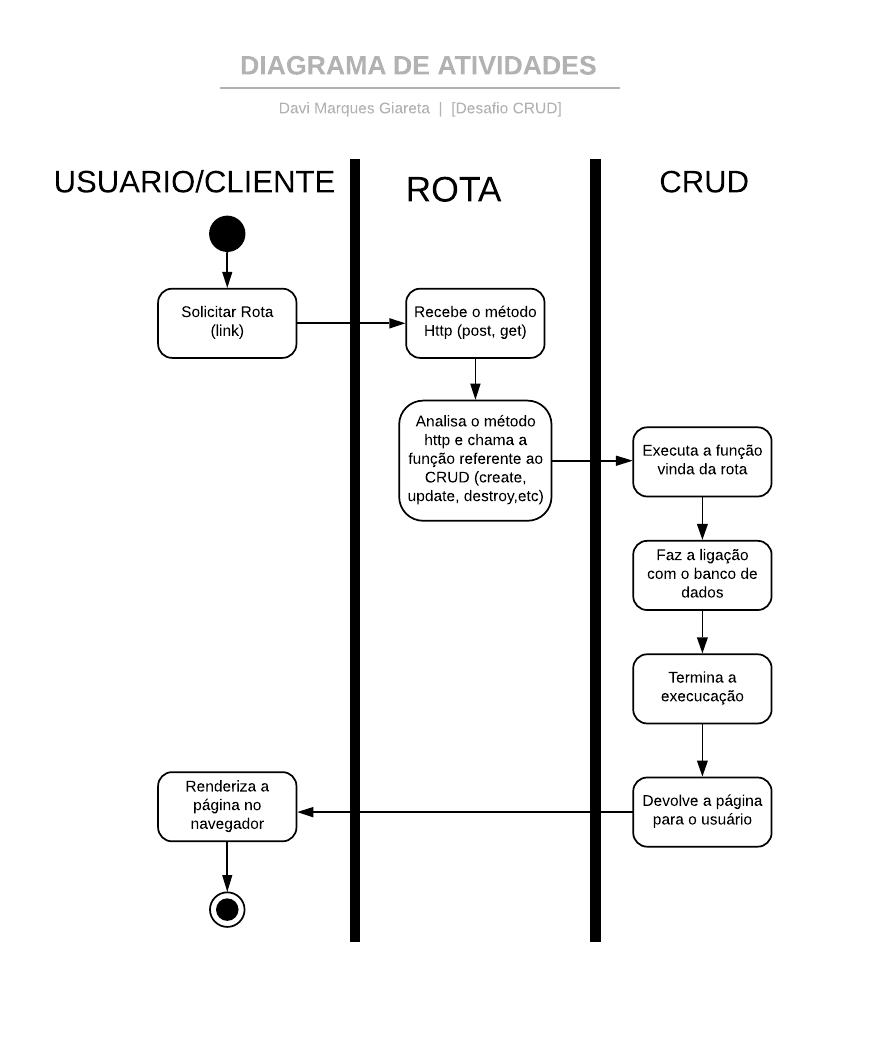 DIAGRAMA DE ATIVIDADES
Davi Marques Giareta | [Desafio CRUD]
USUARIO/CLIENTE
ROTA
CRUD
Solicitar Rota
(link)
Recebe o método
Http (post, get)
Analisa o método
http e chama a
função referente ao
CRUD (create,
update, destroy,etc)
Executa a função
vinda da rota
Faz a ligação
com o banco de
dados
Termina a
execucação
Devolve a página
para o usuário
Renderiza a
página no
navegador